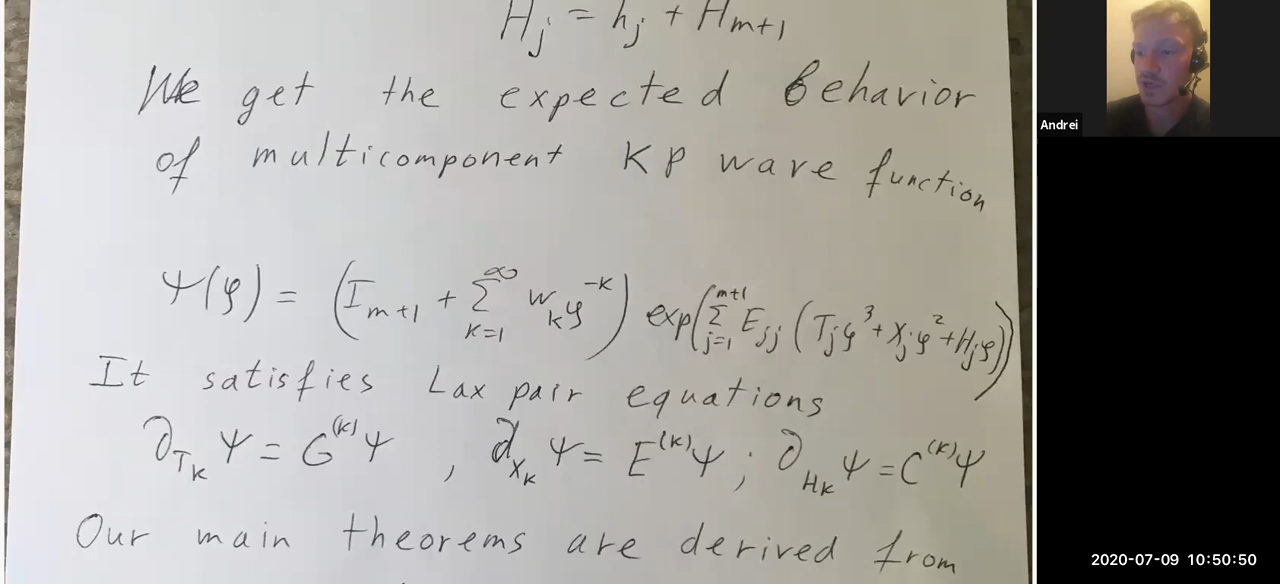 H_j = h_j + H_{m+1}
We get the expected behavior
of multicomponent KP wave function
Ψ(φ) = (I_{m+1} + Σ_{k=1}^{∞} w_k φ^{-k}) exp(Σ_{j=1}^{m+1} E_{jj} (T_j φ^3 + X_j φ^2 + H_j φ))
It satisfies Lax pair equations
∂_{T_k} Ψ = G^{(k)} Ψ , ∂_{X_k} Ψ = E^{(k)} Ψ ; ∂_{H_k} Ψ = C^{(k)} Ψ
Our main theorems are derived from
Andrei
2020-07-09 10:50:50